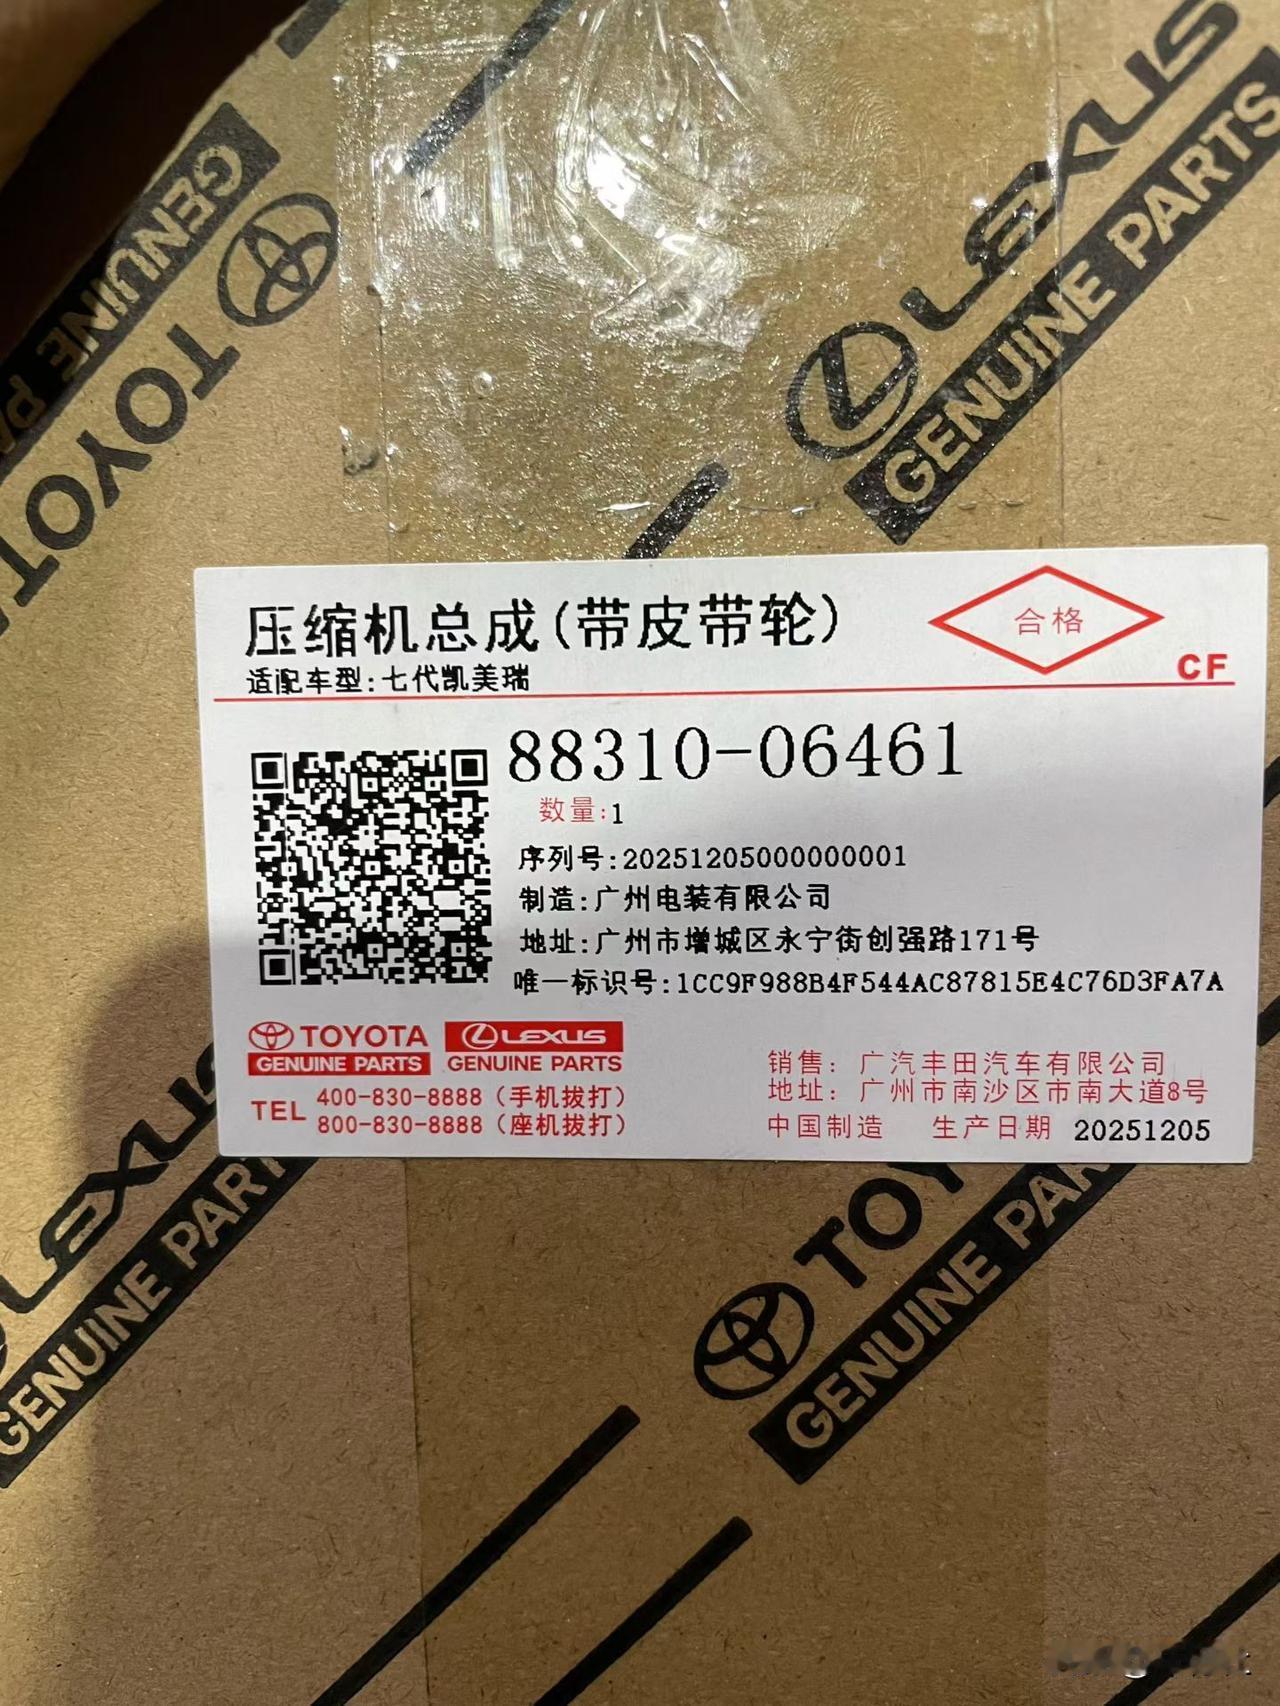 GENUINE PA
TOYOTA
LEXUS
GENUINE PARTS
压缩机总成(带皮带轮)
适配车型:七代凯美瑞
合格
CF
88310-06461
数量:1
序列号:20251205000000001
制造:广州电装有限公司
地址:广州市增城区永宁街创强路171号
唯一标识号:1CC9F988B4F544AC87815E4C76D3FA7A
TOYOTA
GENUINE PARTS
LEXUS
GENUINE PARTS
TEL
400-830-8888(手机拔打)
800-830-8888(座机拔打)
销售: 广汽丰田汽车有限公司
地址: 广州市南沙区市南大道8号
中国制造 生产日期 20251205
LEXUS
GENUINE PART
TOY
GENUINE PAR